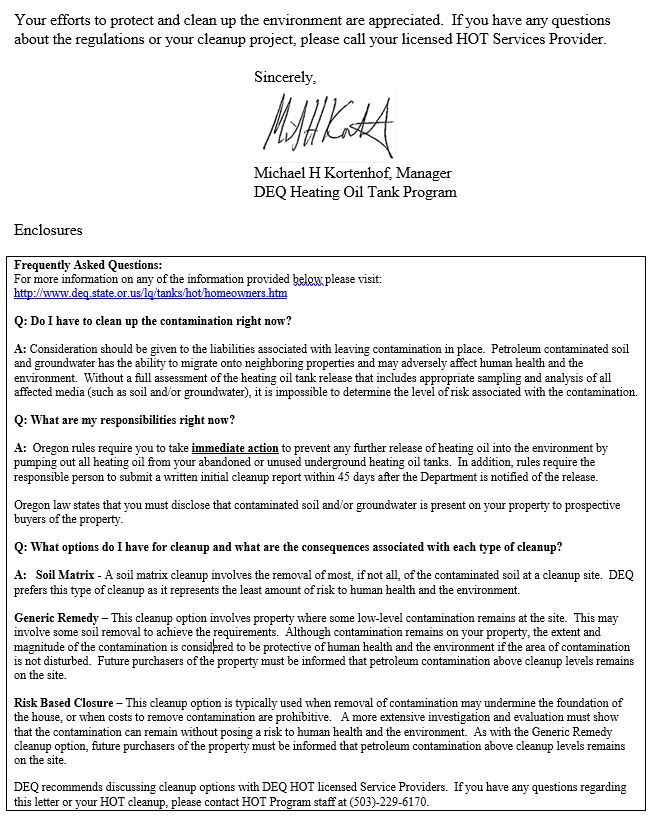 Your efforts to protect and clean up the environment are appreciated.  If you have any questions
about the regulations or your cleanup project, please call your licensed HOT Services Provider.
Sincerely,
Michael H Kortenhof, Manager
DEQ Heating Oil Tank Program
Enclosures
Frequently Asked Questions:
For more information on any of the information provided below please visit:
http://www.deq.state.or.us/lq/tanks/hot/homeowners.htm
Q: Do I have to clean up the contamination right now?
A: Consideration should be given to the liabilities associated with leaving contamination in place.  Petroleum contaminated soil
and groundwater has the ability to migrate onto neighboring properties and may adversely affect human health and the
environment.  Without a full assessment of the heating oil tank release that includes appropriate sampling and analysis of all
affected media (such as soil and/or groundwater), it is impossible to determine the level of risk associated with the contamination.
Q: What are my responsibilities right now?
A:  Oregon rules require you to take immediate action to prevent any further release of heating oil into the environment by
pumping out all heating oil from your abandoned or unused underground heating oil tanks.  In addition, rules require the
responsible person to submit a written initial cleanup report within 45 days after the Department is notified of the release.
Oregon law states that you must disclose that contaminated soil and/or groundwater is present on your property to prospective
buyers of the property.
Q: What options do I have for cleanup and what are the consequences associated with each type of cleanup?
A:   Soil Matrix - A soil matrix cleanup involves the removal of most, if not all, of the contaminated soil at a cleanup site.  DEQ
prefers this type of cleanup as it represents the least amount of risk to human health and the environment.
Generic Remedy – This cleanup option involves property where some low-level contamination remains at the site.  This may
involve some soil removal to achieve the requirements.  Although contamination remains on your property, the extent and
magnitude of the contamination is considered to be protective of human health and the environment if the area of contamination
is not disturbed.  Future purchasers of the property must be informed that petroleum contamination above cleanup levels remains
on the site.
Risk Based Closure – This cleanup option is typically used when removal of contamination may undermine the foundation of
the house, or when costs to remove contamination are prohibitive.   A more extensive investigation and evaluation must show
that the contamination can remain without posing a risk to human health and the environment.  As with the Generic Remedy
cleanup option, future purchasers of the property must be informed that petroleum contamination above cleanup levels remains
on the site.
DEQ recommends discussing cleanup options with DEQ HOT licensed Service Providers.  If you have any questions regarding
this letter or your HOT cleanup, please contact HOT Program staff at (503)-229-6170.